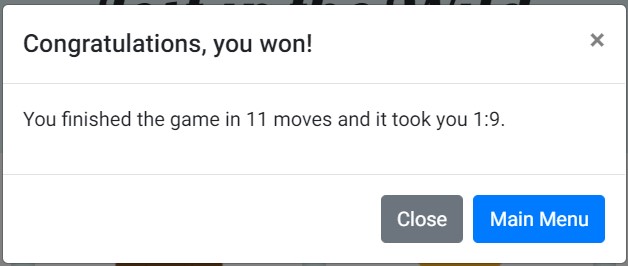 Congratulations, you won!
×
You finished the game in 11 moves and it took you 1:9.
Close
Main Menu